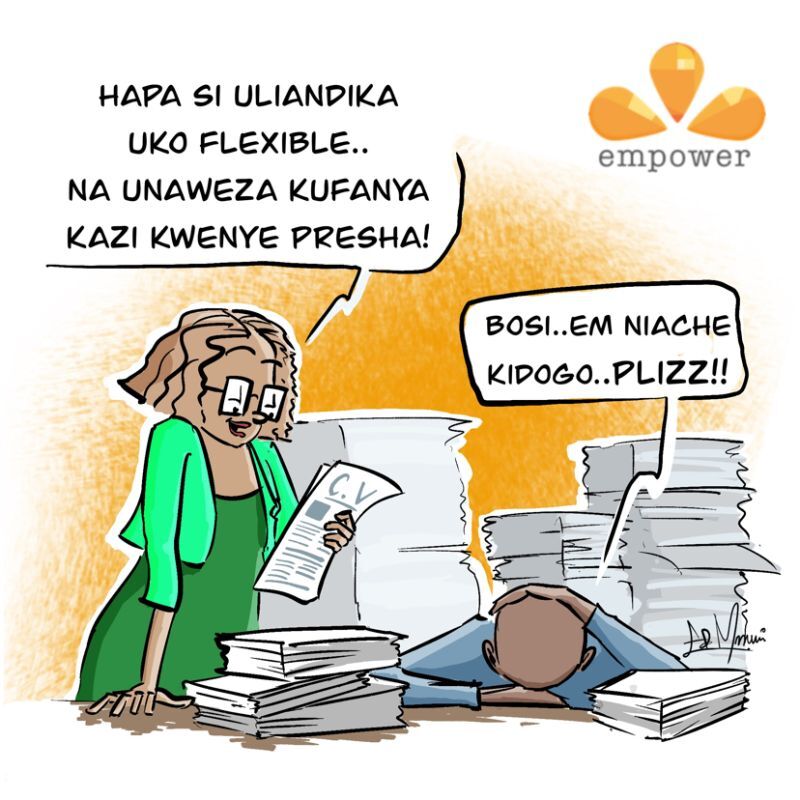 HAPA SI ULIANDIKA
UKO FLEXIBLE..
NA UNAWEZA KUFANYA
KAZI KWENYE PRESHA!
empower
BOSI..EM NIACHE
KIDOGO..PLIZZ!!
C.V